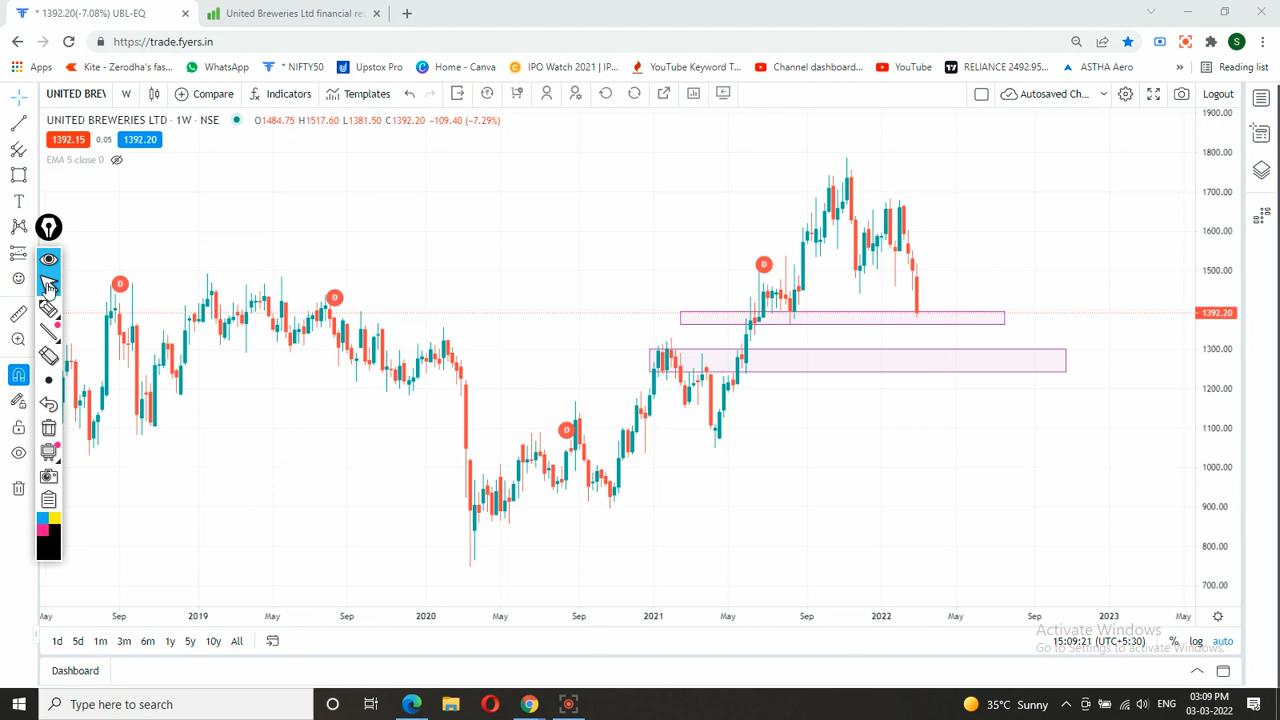 * 1392.20(-7.08%) UBL-EQ
United Breweries Ltd financial re
https://trade.fyers.in
Apps
Kite - Zerodha's fas...
WhatsApp
* NIFTY50
Upstox Pro
Home - Canva
IPO Watch 2021 | IP...
YouTube Keyword T...
Channel dashboard...
YouTube
RELIANCE 2492.95...
ASTHA Aero
»
Reading list
UNITED BREV
W
Compare
Indicators
Templates
Autosaved Ch...
Logout
UNITED BREWERIES LTD · 1W · NSE
O1484.75 H1517.60 L1381.50 C1392.20 −109.40 (−7.29%)
1392.15
0.05
1392.20
EMA 5 close 0
1900.00
1800.00
1700.00
1600.00
1500.00
1392.20
1300.00
1200.00
1100.00
1000.00
900.00
800.00
700.00
D
D
D
D
May
Sep
2019
May
Sep
2020
May
Sep
2021
May
Sep
2022
May
Sep
2023
May
1d
5d
1m
3m
6m
1y
5y
10y
All
15:09:21 (UTC+5:30)
%
log
auto
Activate Windows
Go to Settings to activate Windows.
Dashboard
Type here to search
35°C Sunny
ENG
03:09 PM
03-03-2022